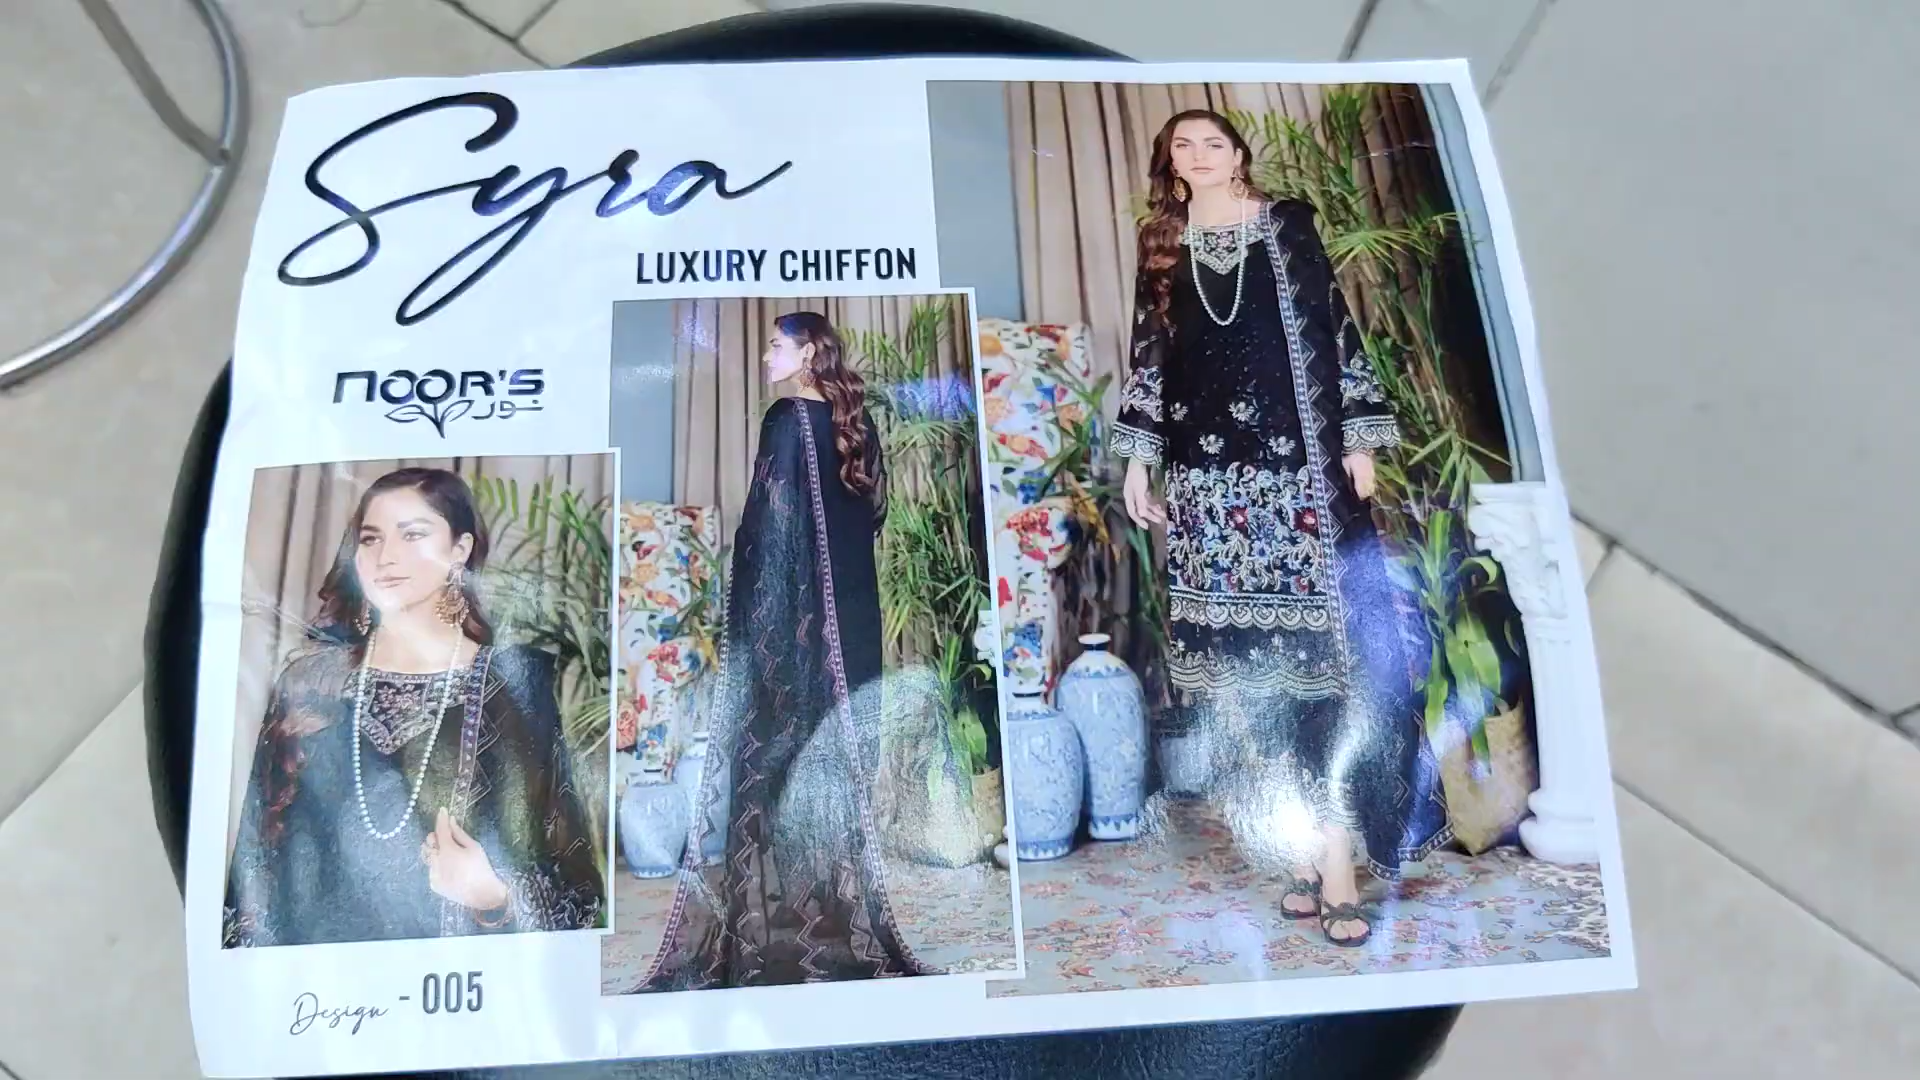 Syra
LUXURY CHIFFON
NOOR'S
نور
Design - 005